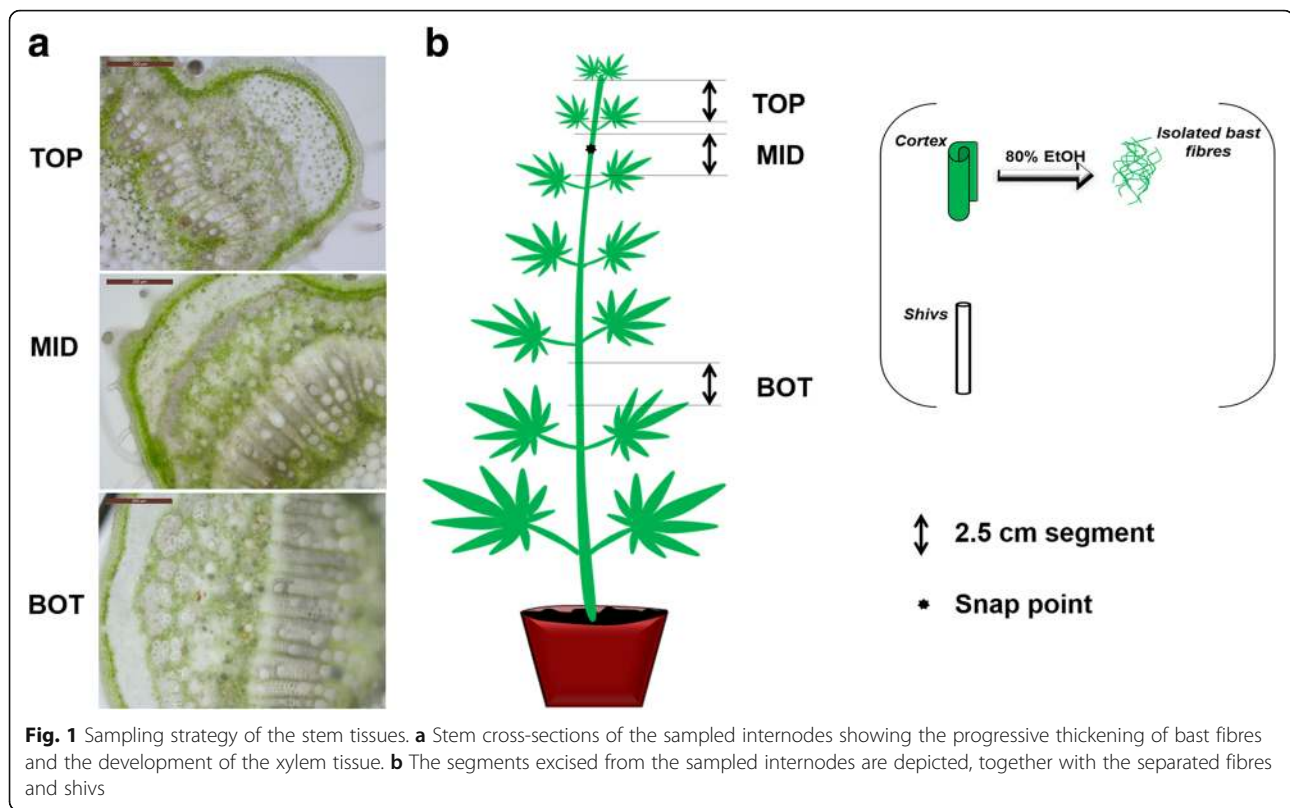 a
b
TOP
MID
BOT
TOP
MID
BOT
Cortex
80% EtOH
Isolated bast
fibres
Shivs
2.5 cm segment
Snap point
Fig. 1 Sampling strategy of the stem tissues. a Stem cross-sections of the sampled internodes showing the progressive thickening of bast fibres
and the development of the xylem tissue. b The segments excised from the sampled internodes are depicted, together with the separated fibres
and shivs